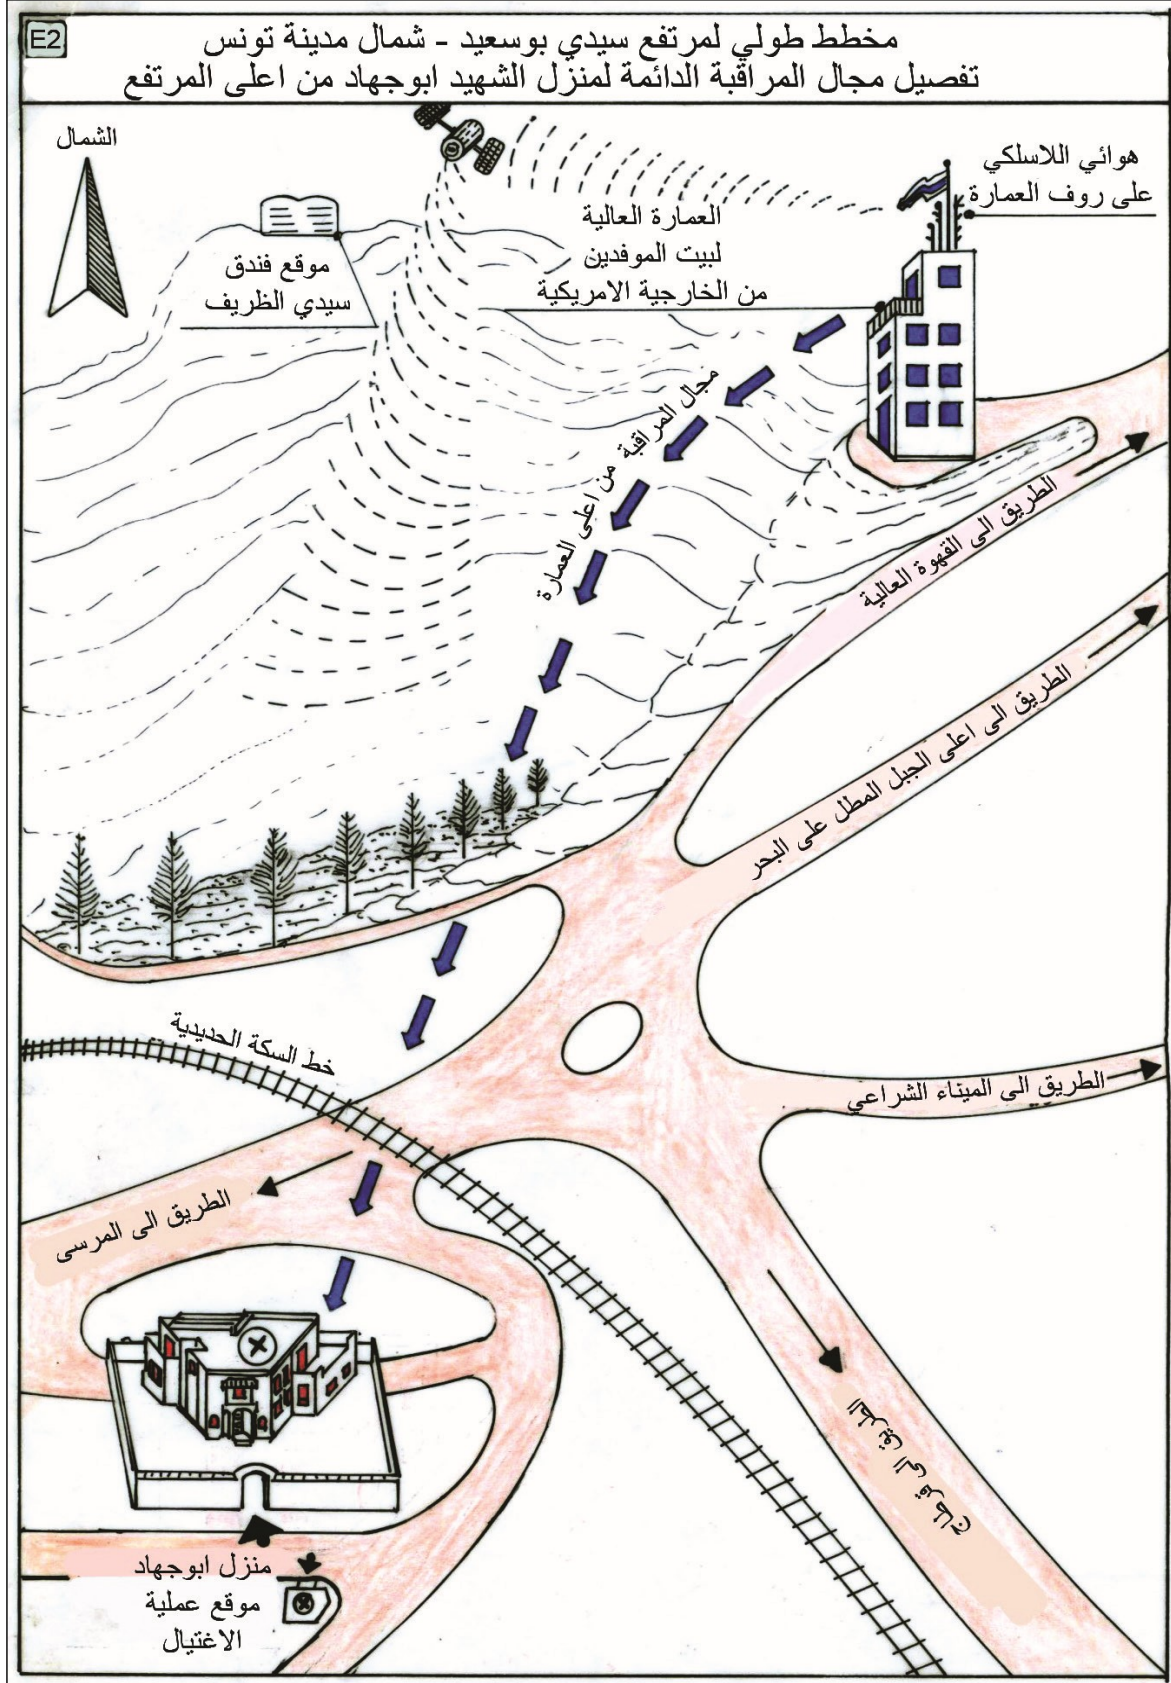 E2
مخطط طولي لمرتفع سيدي بوسعيد - شمال مدينة تونس
تفصيل مجال المراقبة الدائمة لمنزل الشهيد ابوجهاد من اعلى المرتفع
الشمال
هوائي اللاسلكي
على روف العمارة
العمارة العالية
لبيت الموفدين
من الخارجية الامريكية
موقع فندق
سيدي الظريف
مجال المراقبة من اعلى العمارة
الطريق الى القهوة العالية
الطريق الى اعلى الجبل المطل على البحر
خط السكة الحديدية
الطريق الى الميناء الشراعي
الطريق الى المرسى
الطريق الى قرطاج
منزل ابوجهاد
موقع عملية
الاغتيال